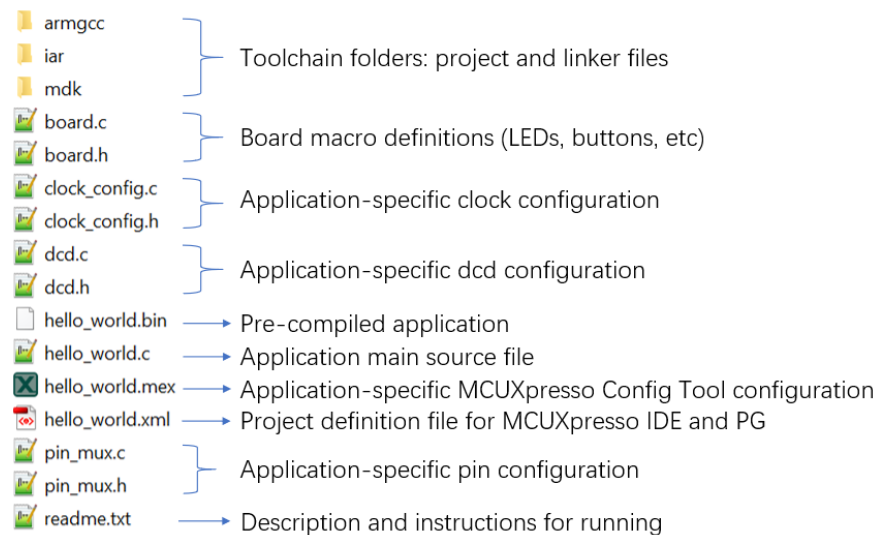 armgcc
iar
mdk
Toolchain folders: project and linker files
board.c
board.h
Board macro definitions (LEDs, buttons, etc)
clock_config.c
clock_config.h
Application-specific clock configuration
dcd.c
dcd.h
Application-specific dcd configuration
hello_world.bin Pre-compiled application
hello_world.c Application main source file
hello_world.mex Application-specific MCUXpresso Config Tool configuration
hello_world.xml Project definition file for MCUXpresso IDE and PG
pin_mux.c
pin_mux.h
Application-specific pin configuration
readme.txt Description and instructions for running